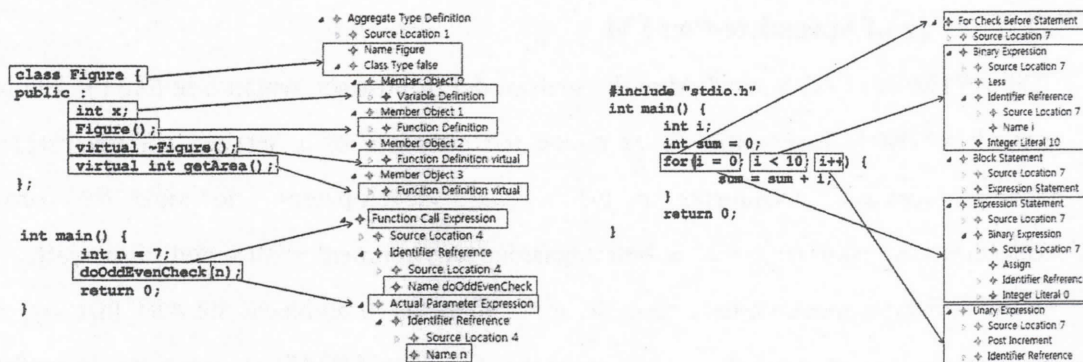 class Figure {
public :
int x;
Figure();
virtual ~Figure();
virtual int getArea();
};
int main() {
int n = 7;
doOddEvenCheck(n);
return 0;
}
Aggregate Type Definition
Source Location 1
Name Figure
Class Type false
Member Object 0
Variable Definition
Member Object 1
Function Definition
Member Object 2
Function Definition virtual
Member Object 3
Function Definition virtual
Function Call Expression
Source Location 4
Identifier Reference
Source Location 4
Name doOddEvenCheck
Actual Parameter Expression
Identifier Reference
Source Location 4
Name n
#include "stdio.h"
int main() {
int i;
int sum = 0;
for(i = 0; i < 10; i++) {
sum = sum + i;
}
return 0;
}
For Check Before Statement
Source Location 7
Binary Expression
Source Location 7
Less
Identifier Reference
Source Location 7
Name i
Integer Literal 10
Block Statement
Source Location 7
Expression Statement
Expression Statement
Source Location 7
Binary Expression
Source Location 7
Assign
Identifier Referenc
Integer Literal 0
Unary Expression
Source Location 7
Post Increment
Identifier Reference